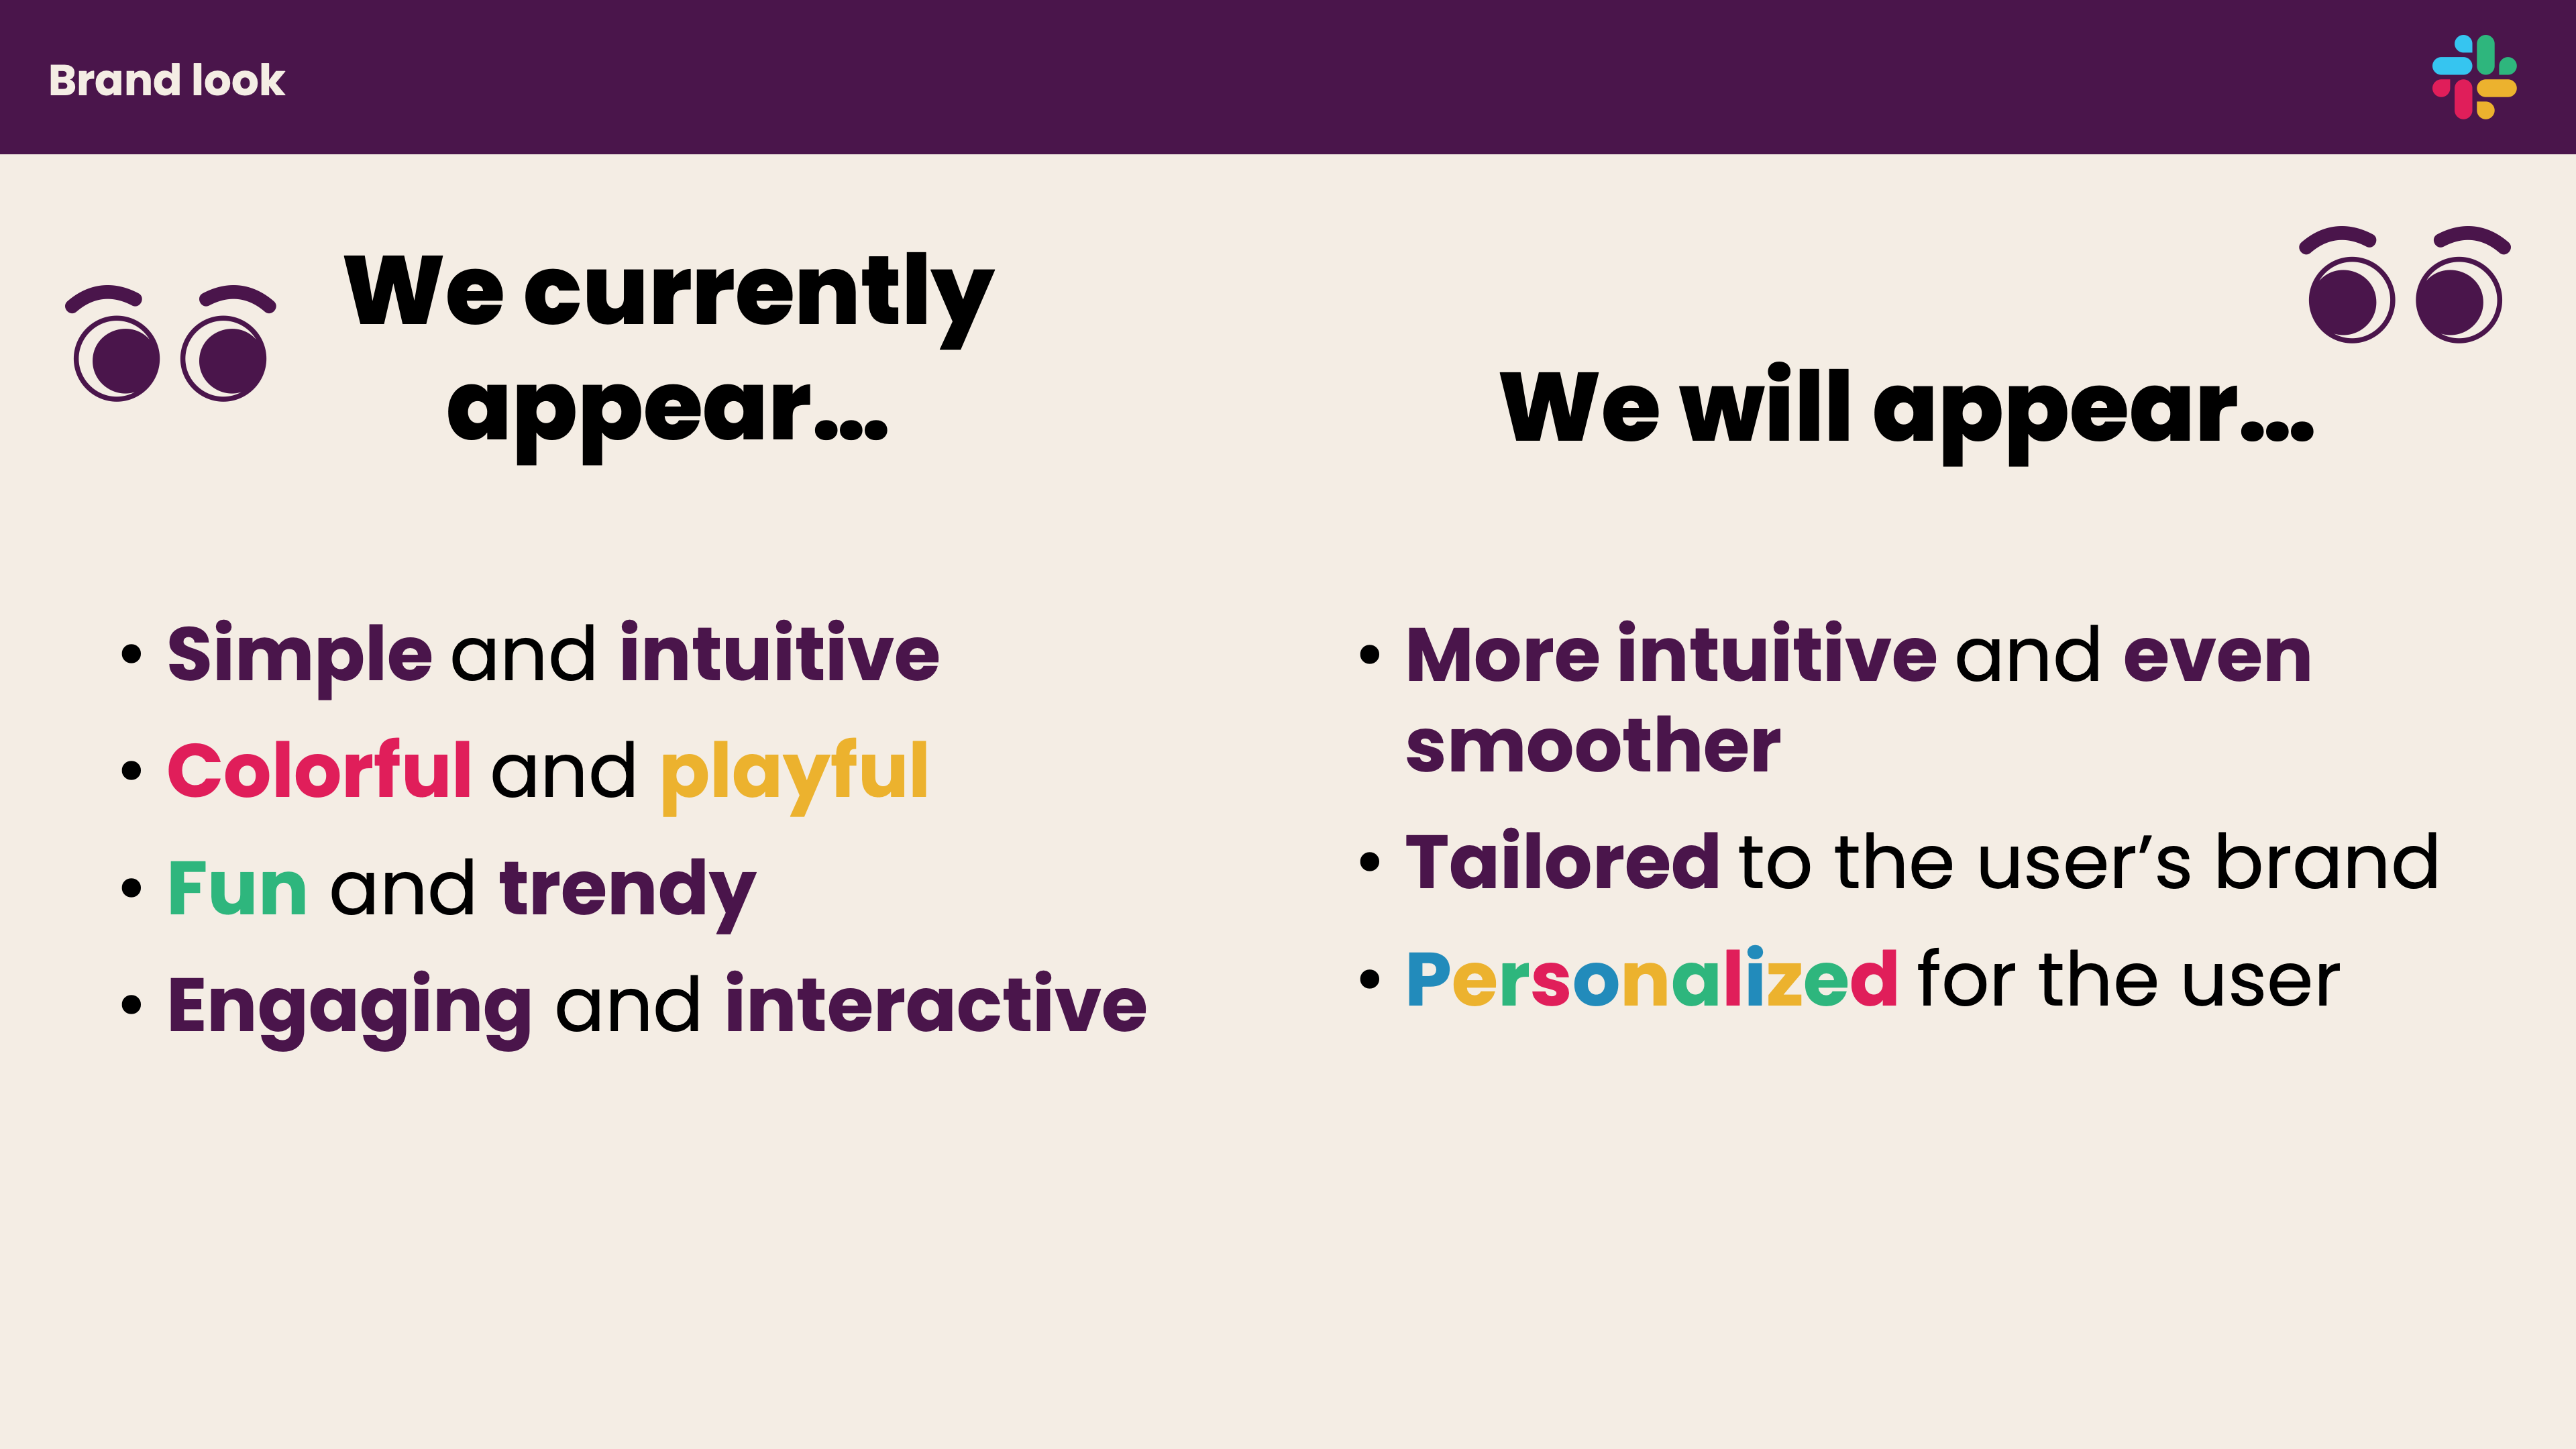 Brand look
We currently
appear...
• Simple and intuitive
• Colorful and playful
• Fun and trendy
• Engaging and interactive
We will appear...
• More intuitive and even
smoother
• Tailored to the user’s brand
• Personalized for the user